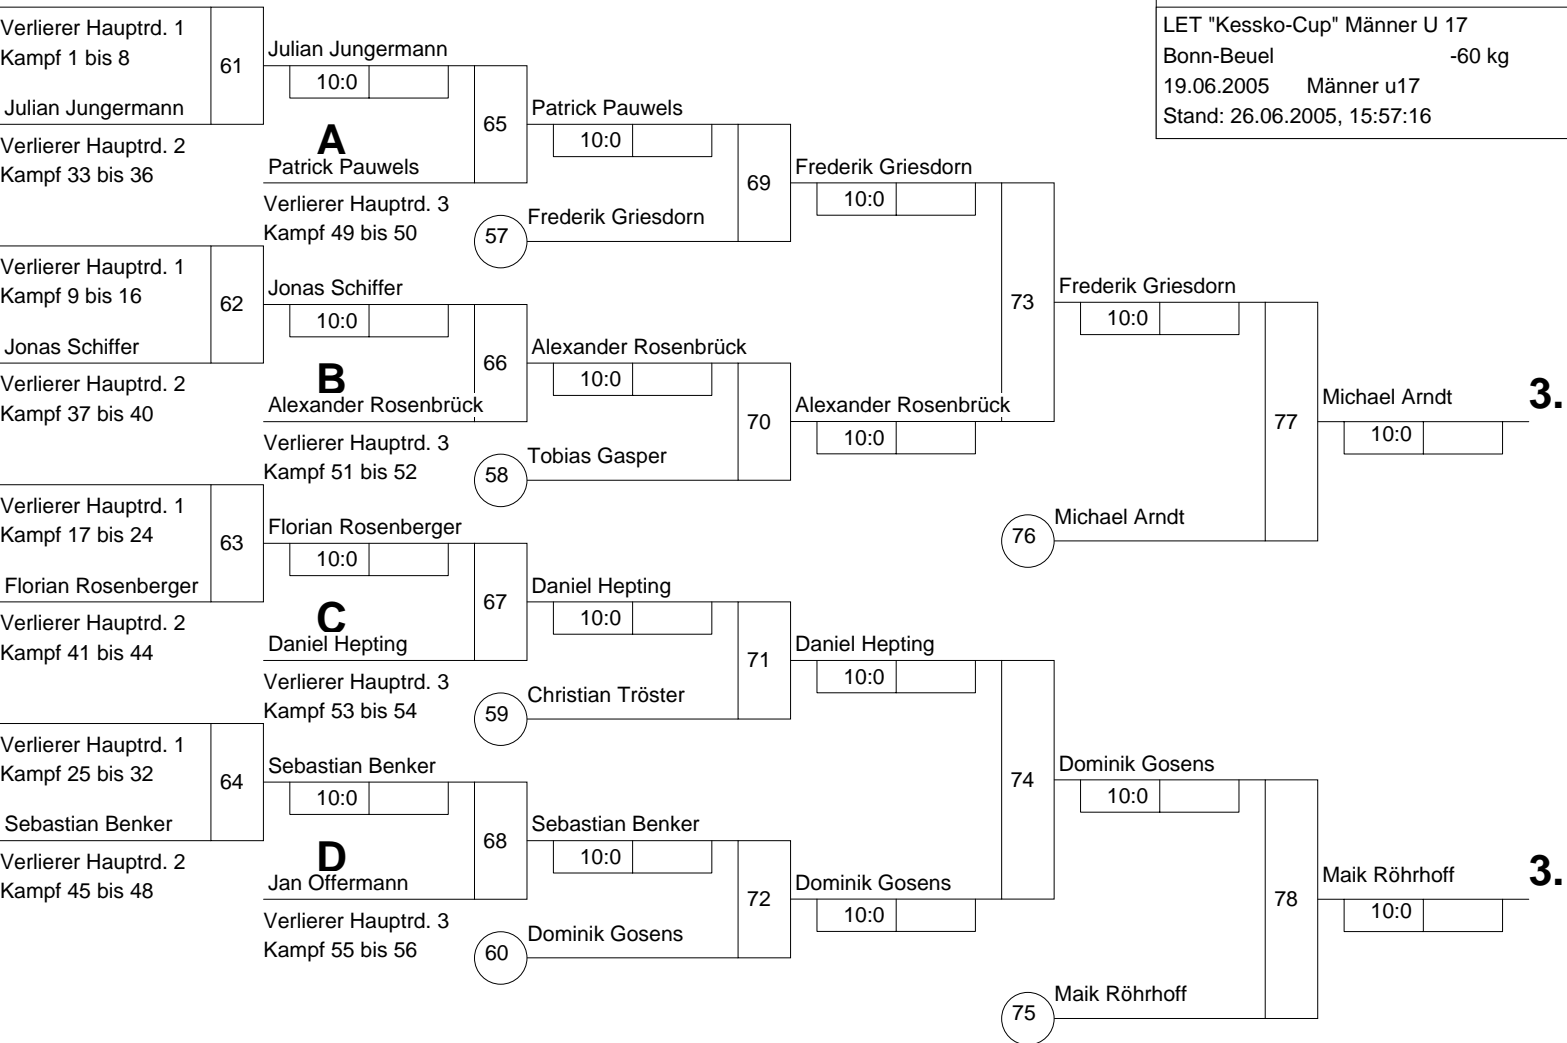 LET "Kessko-Cup" Männer U 17
Bonn-Beuel -60 kg
19.06.2005 Männer u17
Stand: 26.06.2005, 15:57:16
Verlierer Hauptrd. 1
Kampf 1 bis 8
61
Julian Jungermann
Verlierer Hauptrd. 2
Kampf 33 bis 36
Julian Jungermann
10:0
A
65
Patrick Pauwels
Verlierer Hauptrd. 3
Kampf 49 bis 50
Patrick Pauwels
10:0
69
57
Frederik Griesdorn
Frederik Griesdorn
10:0
Verlierer Hauptrd. 1
Kampf 9 bis 16
62
Jonas Schiffer
Verlierer Hauptrd. 2
Kampf 37 bis 40
Jonas Schiffer
10:0
B
66
Alexander Rosenbrück
Verlierer Hauptrd. 3
Kampf 51 bis 52
Alexander Rosenbrück
10:0
70
58
Tobias Gasper
Alexander Rosenbrück
10:0
73
Frederik Griesdorn
10:0
77
76
Michael Arndt
Michael Arndt
10:0
3.
Verlierer Hauptrd. 1
Kampf 17 bis 24
63
Florian Rosenberger
Verlierer Hauptrd. 2
Kampf 41 bis 44
Florian Rosenberger
10:0
C
67
Daniel Hepting
Verlierer Hauptrd. 3
Kampf 53 bis 54
Daniel Hepting
10:0
71
59
Christian Tröster
Daniel Hepting
10:0
Verlierer Hauptrd. 1
Kampf 25 bis 32
64
Sebastian Benker
Verlierer Hauptrd. 2
Kampf 45 bis 48
Sebastian Benker
10:0
D
68
Jan Offermann
Verlierer Hauptrd. 3
Kampf 55 bis 56
Sebastian Benker
10:0
72
60
Dominik Gosens
Dominik Gosens
10:0
74
Dominik Gosens
10:0
78
75
Maik Röhrhoff
Maik Röhrhoff
10:0
3.